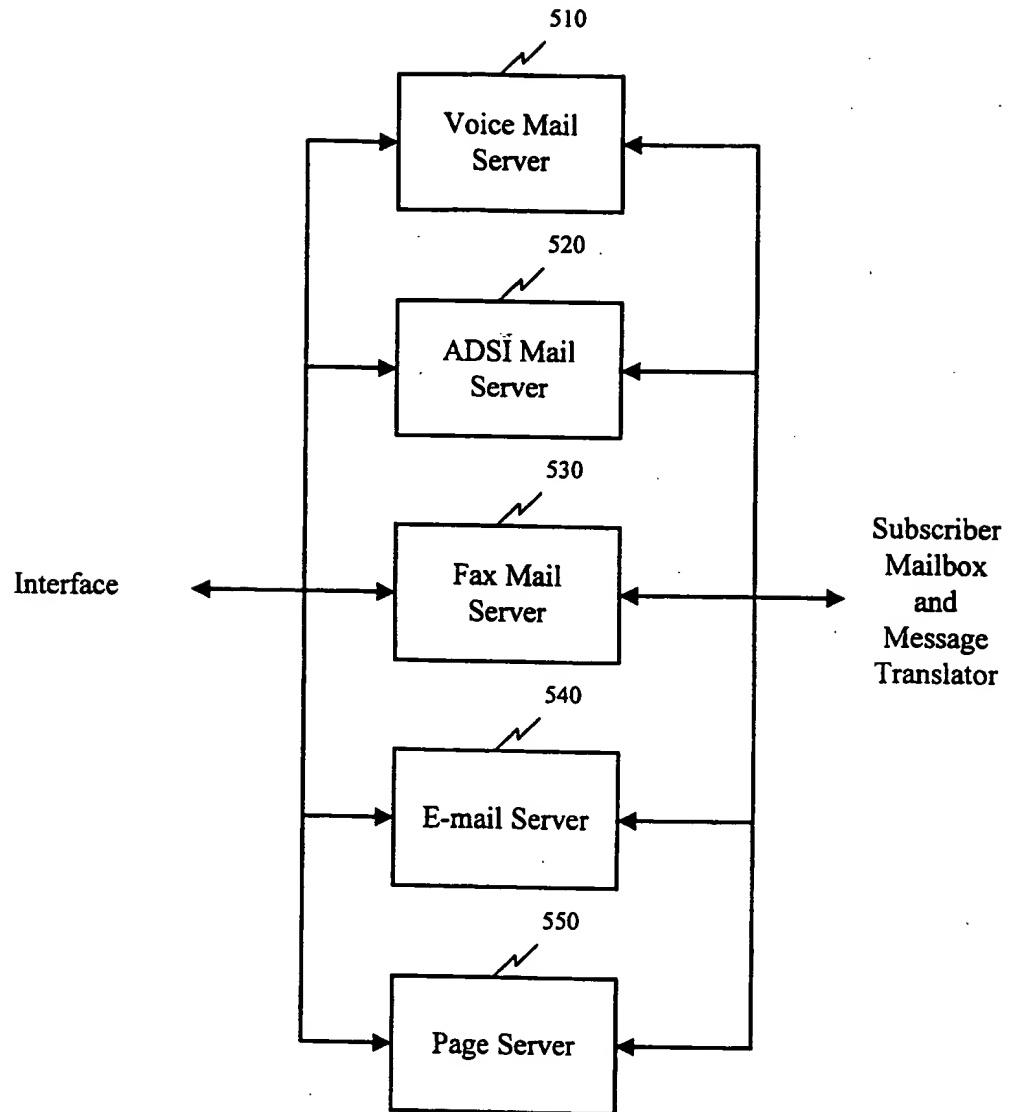 510
Voice Mail
Server
520
ADSI Mail
Server
530
Fax Mail
Server
Interface
Subscriber
Mailbox
and
Message
Translator
540
E-mail Server
550
Page Server